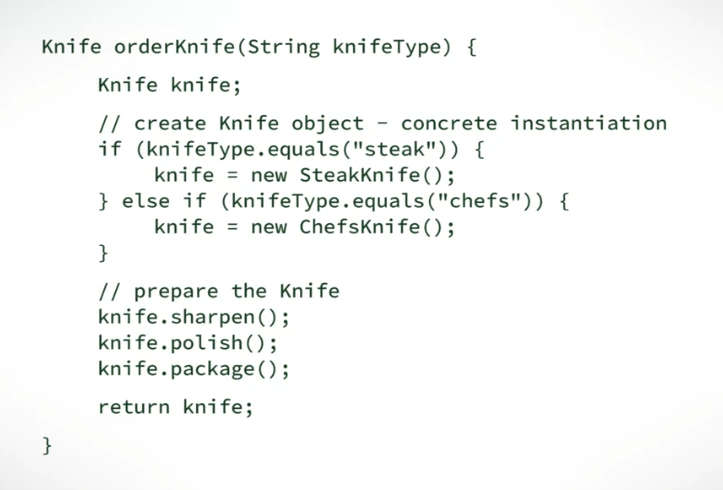 Knife orderKnife(String knifeType) {
Knife knife;
// create Knife object - concrete instantiation
if (knifeType.equals("steak")) {
knife = new SteakKnife();
} else if (knifeType.equals("chefs")) {
knife = new ChefsKnife();
}
// prepare the Knife
knife.sharpen();
knife.polish();
knife.package();
return knife;
}